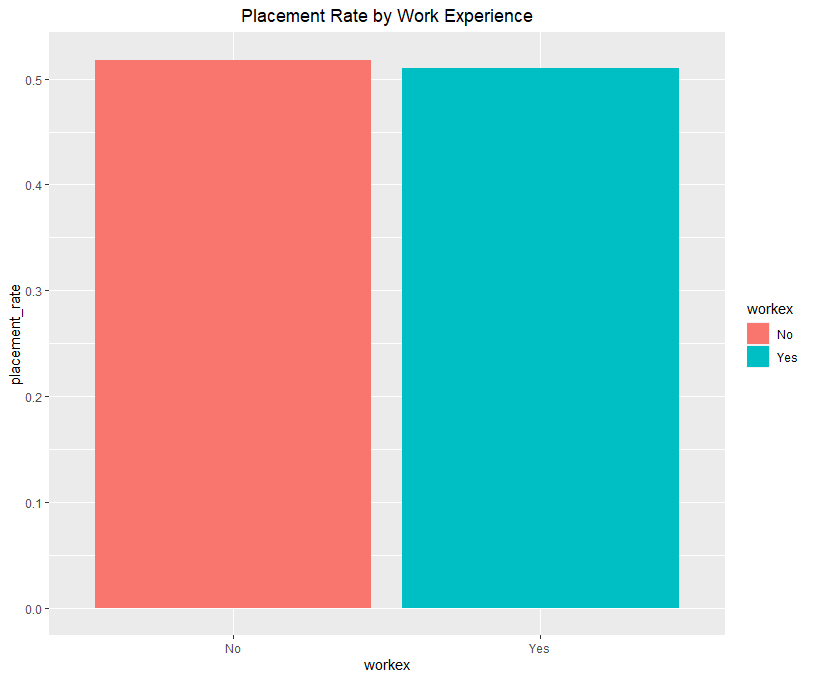 Placement Rate by Work Experience
placement_rate
0.5
0.4
0.3
0.2
0.1
0.0
No
Yes
workex
workex
No
Yes